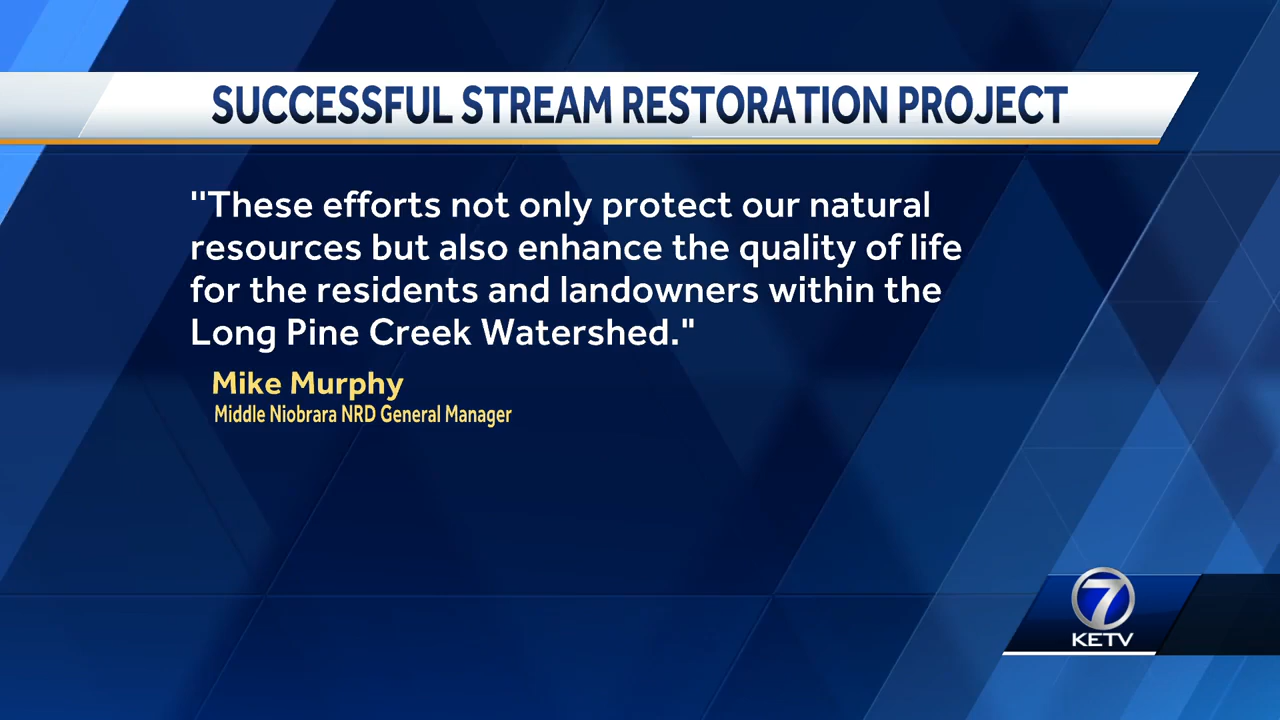 SUCCESSFUL STREAM RESTORATION PROJECT
"These efforts not only protect our natural
resources but also enhance the quality of life
for the residents and landowners within the
Long Pine Creek Watershed."
Mike Murphy
Middle Niobrara NRD General Manager
7
KETV